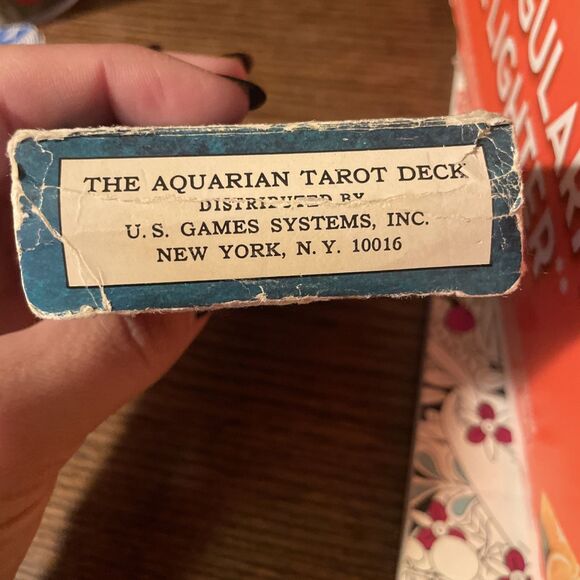 THE AQUARIAN TAROT DECK
DISTRIBUTED BY
U. S. GAMES SYSTEMS, INC.
NEW YORK, N. Y. 10016